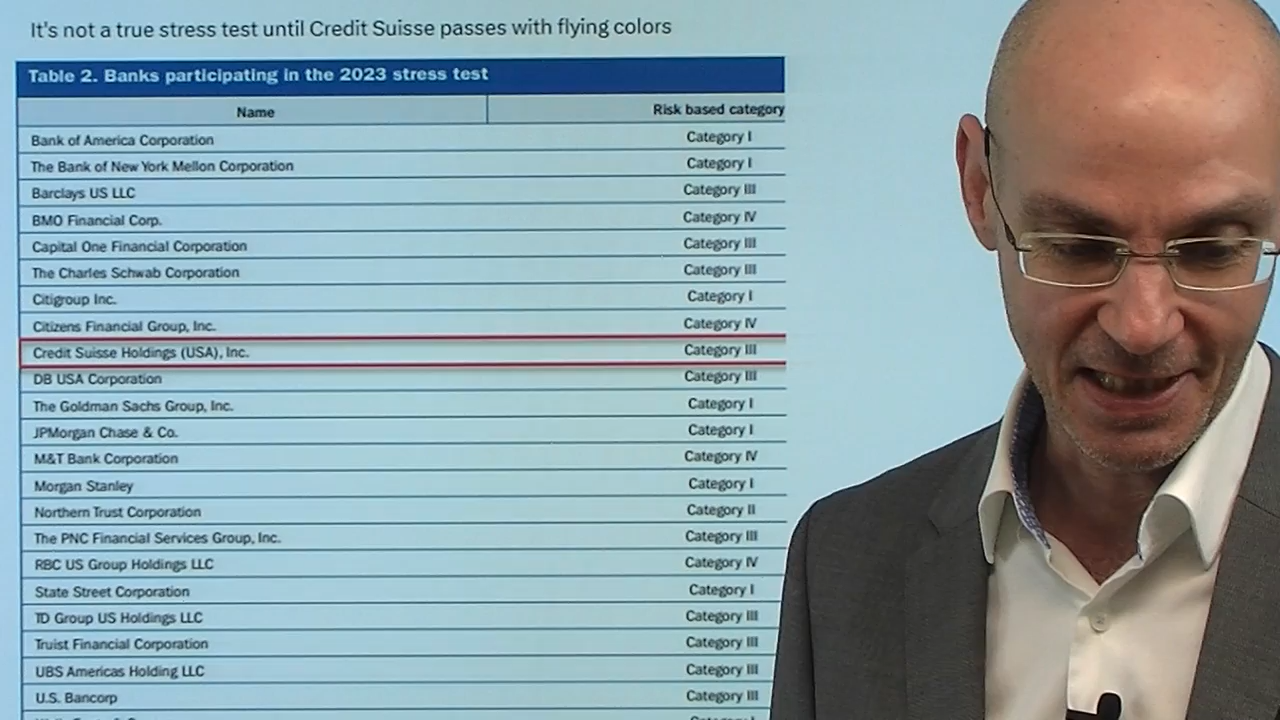 It's not a true stress test until Credit Suisse passes with flying colors
Table 2. Banks participating in the 2023 stress test
Name Risk based category
Bank of America Corporation Category I
The Bank of New York Mellon Corporation Category I
Barclays US LLC Category III
BMO Financial Corp. Category IV
Capital One Financial Corporation Category III
The Charles Schwab Corporation Category III
Citigroup Inc. Category I
Citizens Financial Group, Inc. Category IV
Credit Suisse Holdings (USA), Inc. Category III
DB USA Corporation Category III
The Goldman Sachs Group, Inc. Category I
JPMorgan Chase & Co. Category I
M&T Bank Corporation Category IV
Morgan Stanley Category I
Northern Trust Corporation Category II
The PNC Financial Services Group, Inc. Category III
RBC US Group Holdings LLC Category IV
State Street Corporation Category I
TD Group US Holdings LLC Category III
Truist Financial Corporation Category III
UBS Americas Holding LLC Category III
U.S. Bancorp Category III